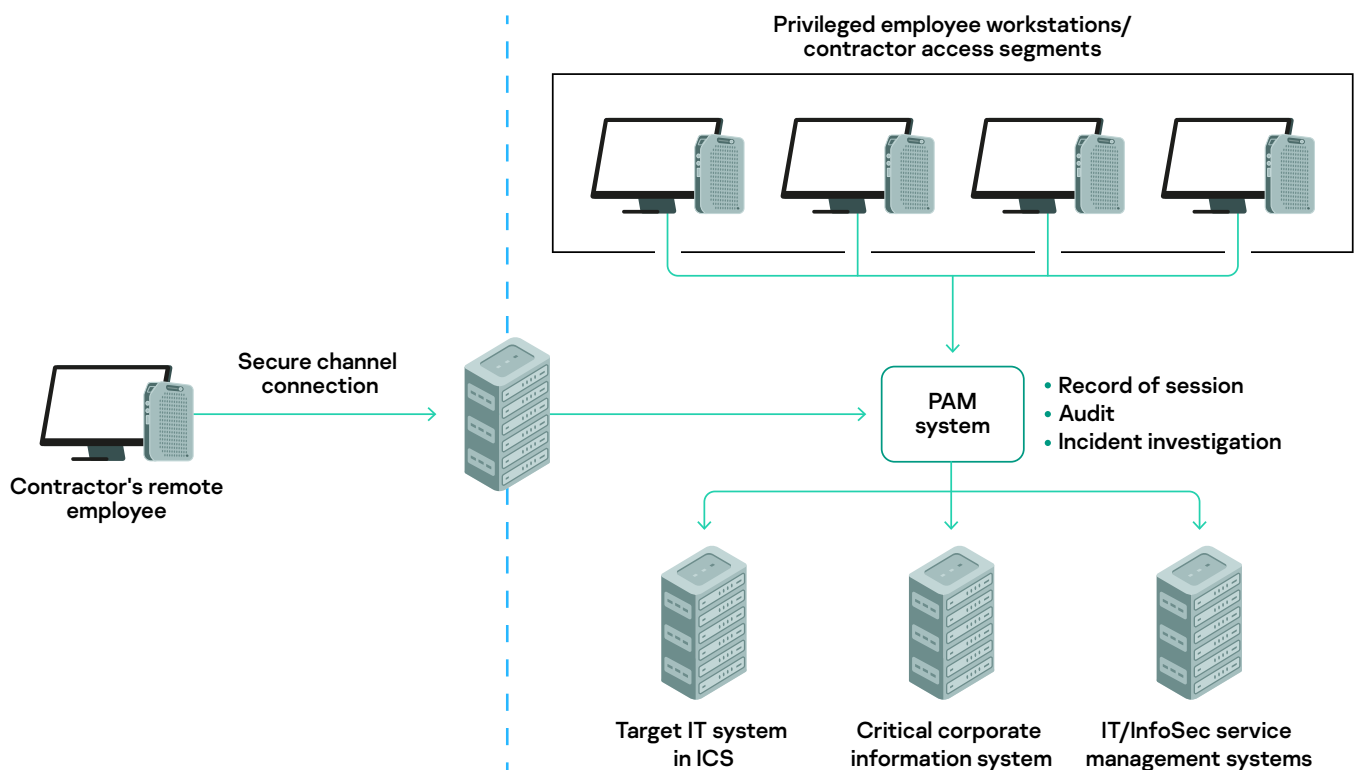 Privileged employee workstations/
contractor access segments
Secure channel
connection
Contractor's remote
employee
PAM
system
• Record of session
• Audit
• Incident investigation
Target IT system
in ICS
Critical corporate
information system
IT/InfoSec service
management systems